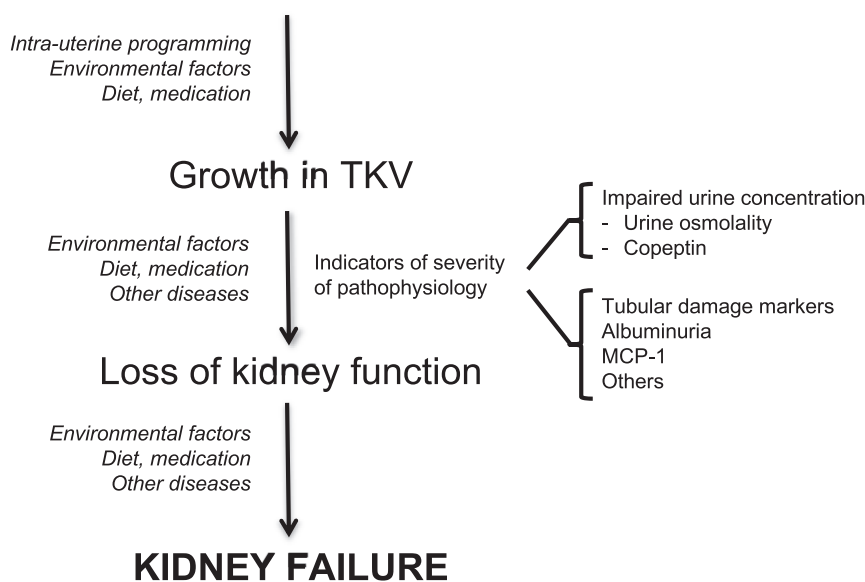 Intra-uterine programming
Environmental factors
Diet, medication
Growth in TKV
Environmental factors
Diet, medication
Other diseases
Indicators of severity
of pathophysiology
Impaired urine concentration
- Urine osmolality
- Copeptin
Tubular damage markers
Albuminuria
MCP-1
Others
Loss of kidney function
Environmental factors
Diet, medication
Other diseases
KIDNEY FAILURE